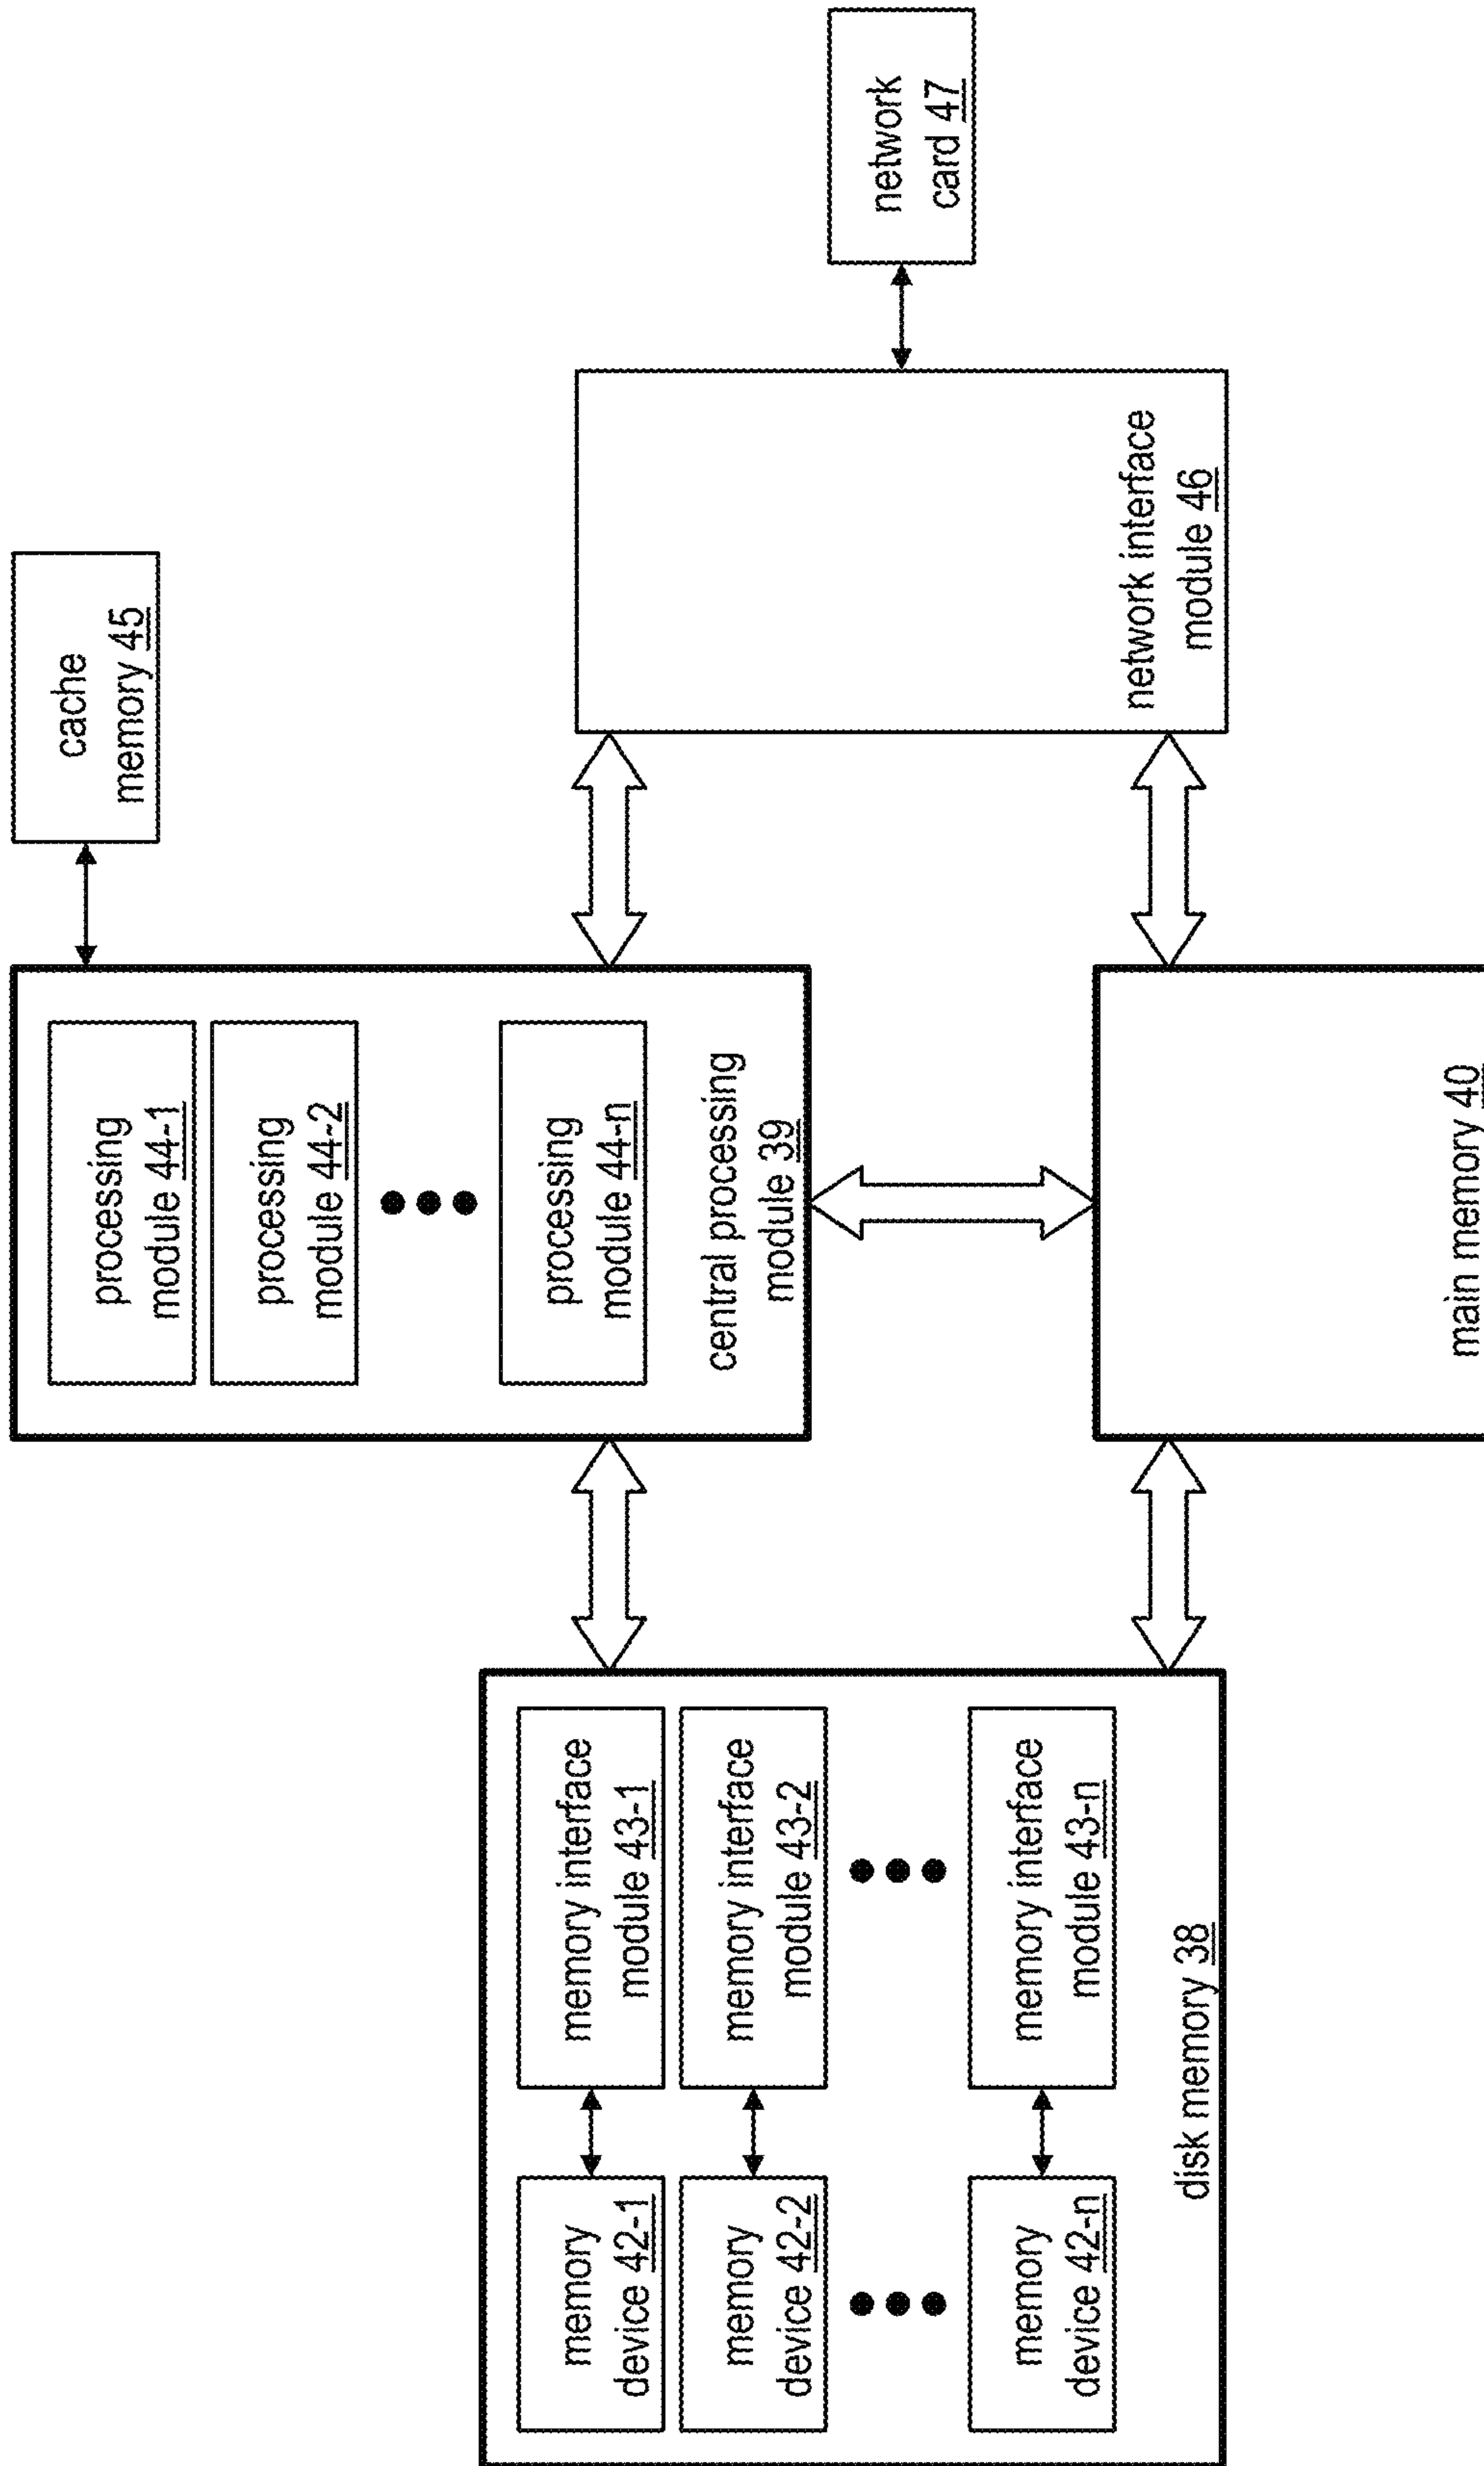 memory
device 42-1
memory interface
module 43-1
memory
device 42-2
memory interface
module 43-2
memory
device 42-n
memory interface
module 43-n
disk memory 38
processing
module 44-1
processing
module 44-2
processing
module 44-n
central processing
module 39
cache
memory 45
main memory 40
network interface
module 46
network
card 47